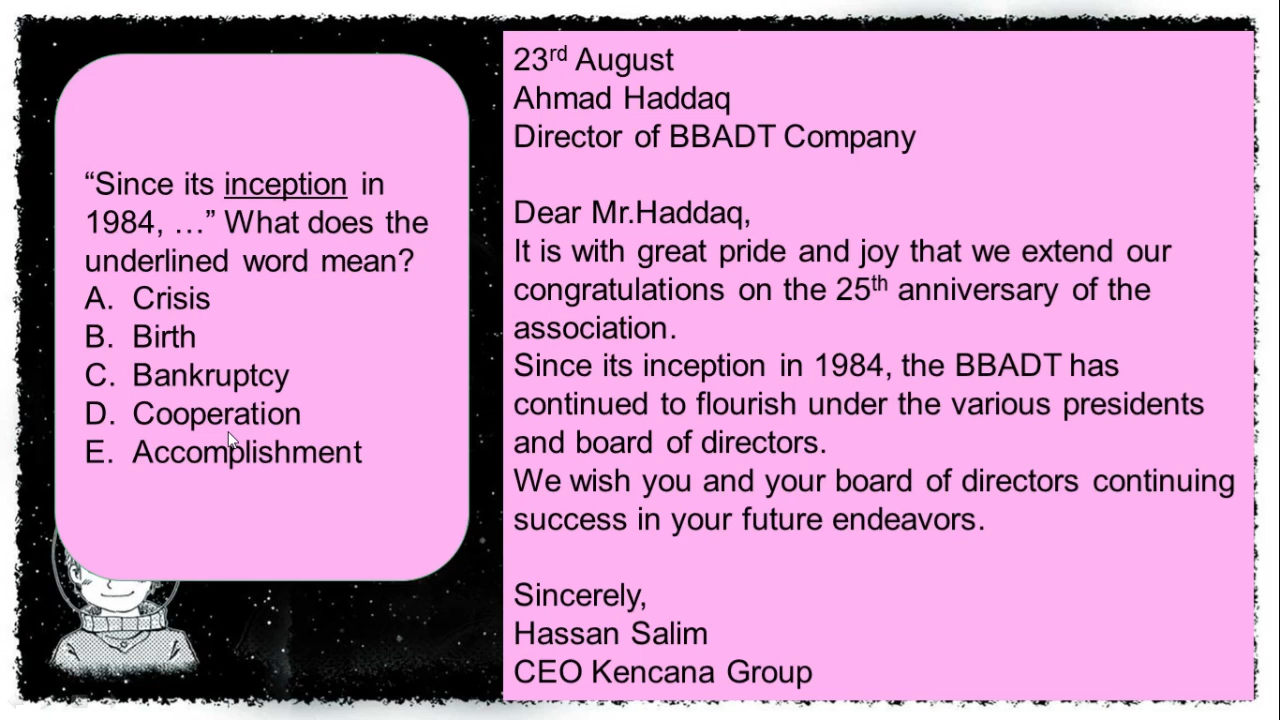 “Since its inception in
1984, …” What does the
underlined word mean?
A. Crisis
B. Birth
C. Bankruptcy
D. Cooperation
E. Accomplishment
23rd August
Ahmad Haddaq
Director of BBADT Company
Dear Mr.Haddaq,
It is with great pride and joy that we extend our
congratulations on the 25th anniversary of the
association.
Since its inception in 1984, the BBADT has
continued to flourish under the various presidents
and board of directors.
We wish you and your board of directors continuing
success in your future endeavors.
Sincerely,
Hassan Salim
CEO Kencana Group